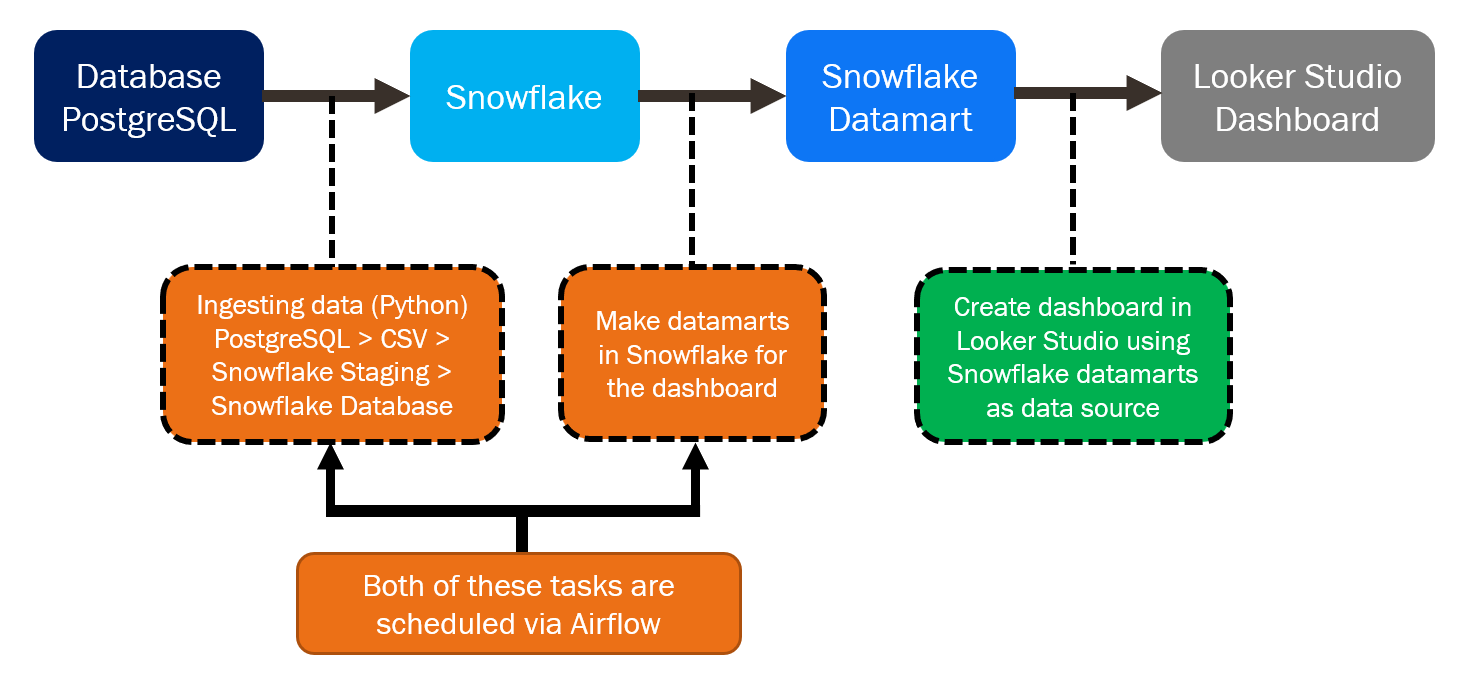 Database
PostgreSQL
Snowflake
Snowflake
Datamart
Looker Studio
Dashboard
Ingesting data (Python)
PostgreSQL > CSV >
Snowflake Staging >
Snowflake Database
Make datamarts
in Snowflake for
the dashboard
Create dashboard in
Looker Studio using
Snowflake datamarts
as data source
Both of these tasks are
scheduled via Airflow